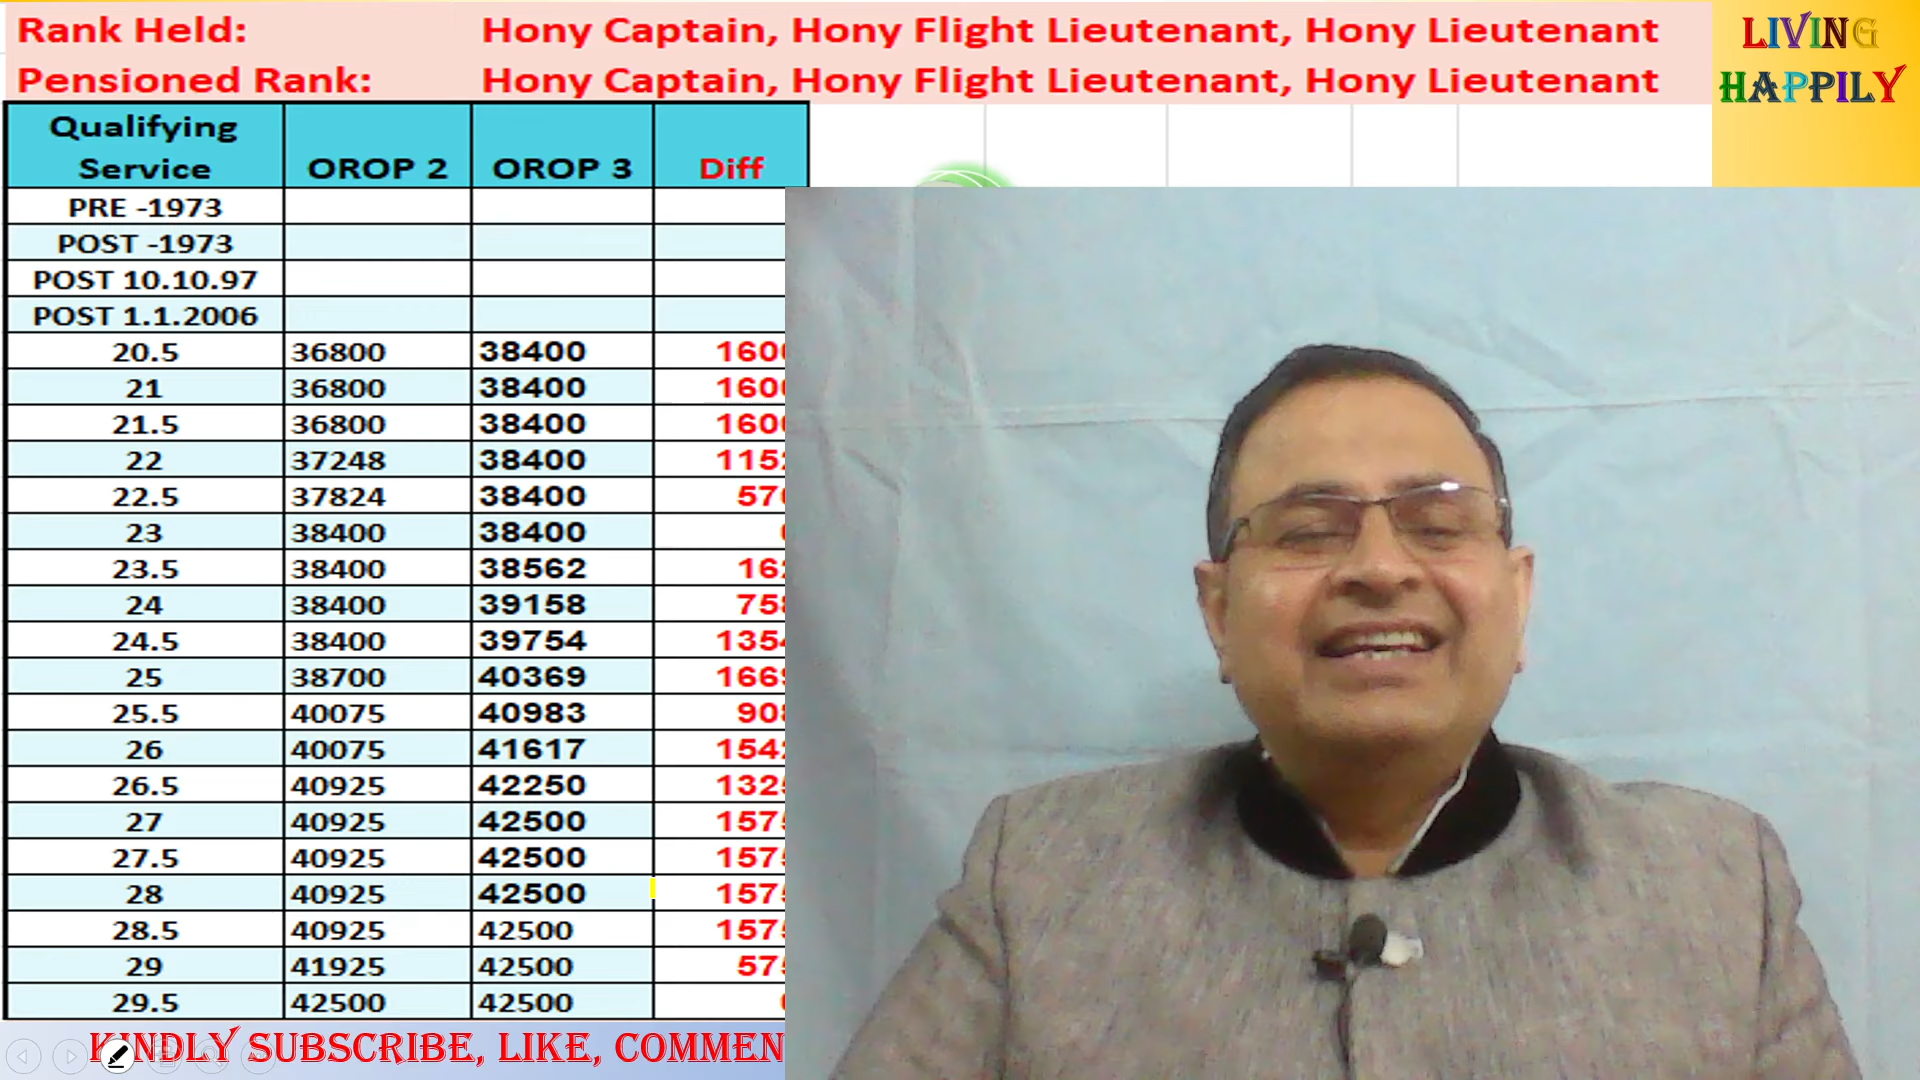 Rank Held: Hony Captain, Hony Flight Lieutenant, Hony Lieutenant
Pensioned Rank: Hony Captain, Hony Flight Lieutenant, Hony Lieutenant
LIVING
HAPPILY
Qualifying
Service OROP 2 OROP 3 Diff
PRE -1973
POST -1973
POST 10.10.97
POST 1.1.2006
20.5 36800 38400
21 36800 38400
21.5 36800 38400
22 37248 38400
22.5 37824 38400
23 38400 38400
23.5 38400 38562
24 38400 39158
24.5 38400 39754
25 38700 40369
25.5 40075 40983
26 40075 41617
26.5 40925 42250
27 40925 42500
27.5 40925 42500
28 40925 42500
28.5 40925 42500
29 41925 42500
29.5 42500 42500
KINDLY SUBSCRIBE, LIKE, COMMEN